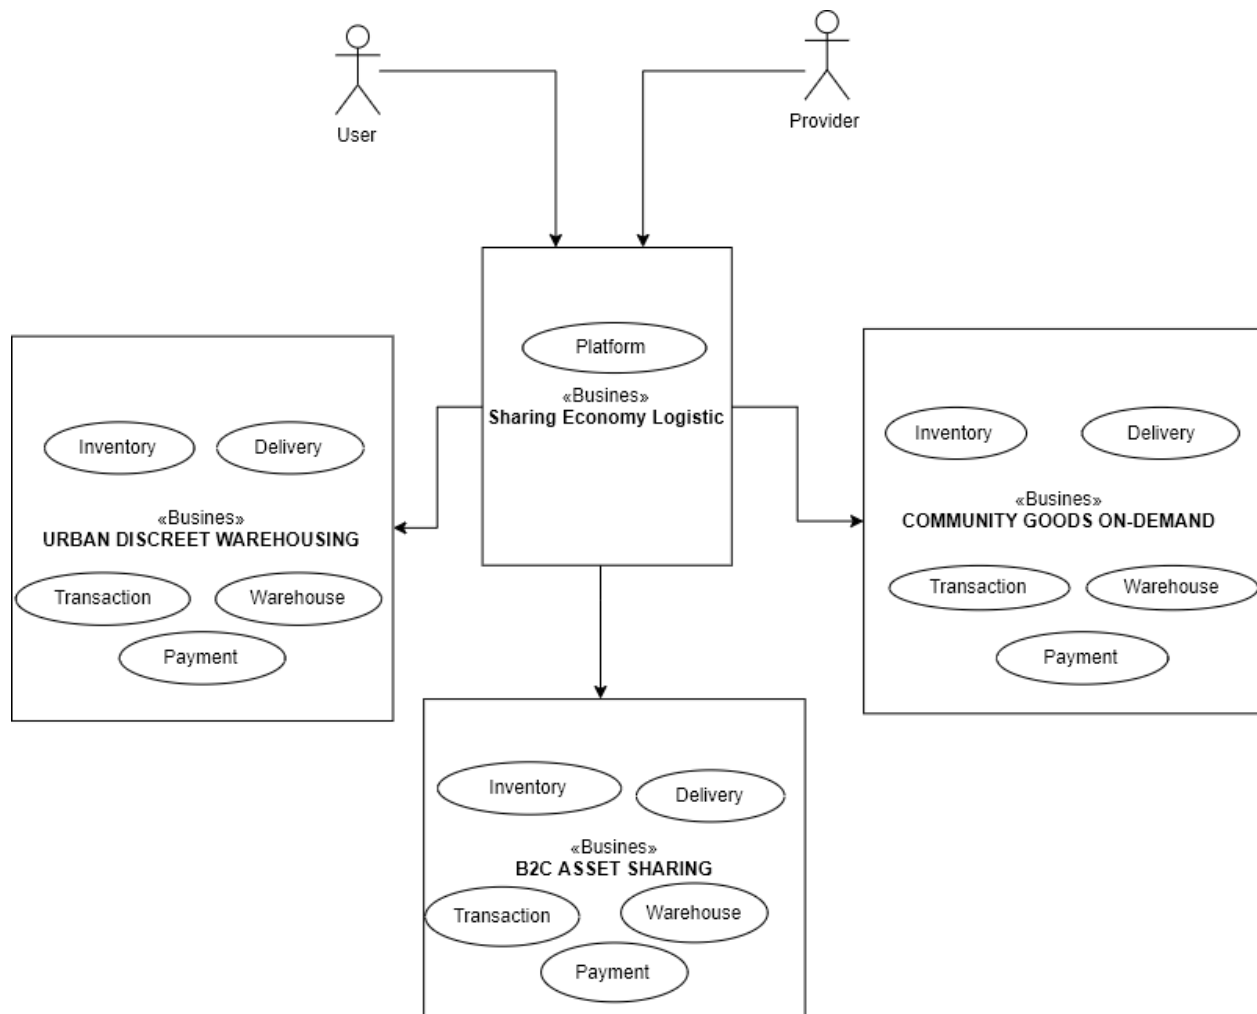 User
Provider
Platform
«Busines»
Sharing Economy Logistic
Inventory
Delivery
«Busines»
URBAN DISCREET WAREHOUSING
Transaction
Warehouse
Payment
Inventory
Delivery
«Busines»
COMMUNITY GOODS ON-DEMAND
Transaction
Warehouse
Payment
Inventory
Delivery
«Busines»
B2C ASSET SHARING
Transaction
Warehouse
Payment